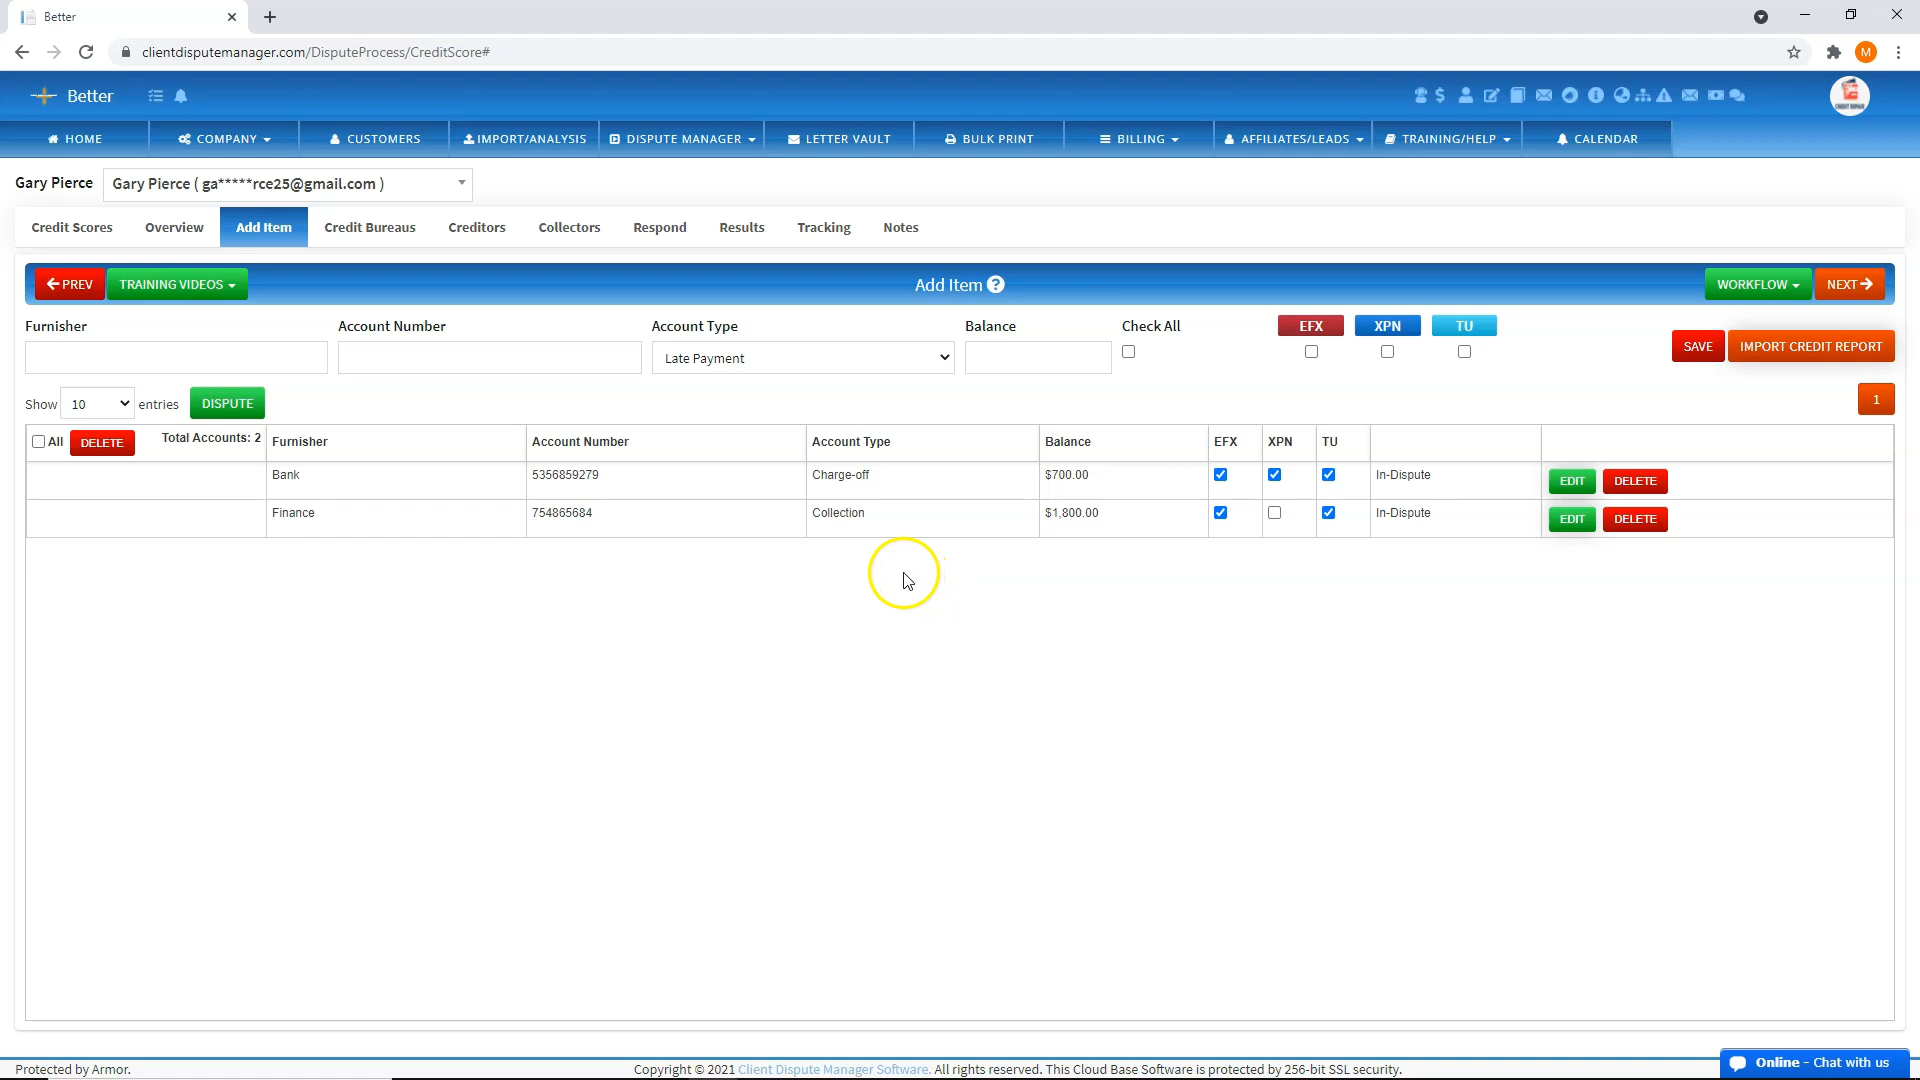 Better
clientdisputemanager.com/DisputeProcess/CreditScore#
M
Better
HOME COMPANY CUSTOMERS IMPORT/ANALYSIS DISPUTE MANAGER LETTER VAULT BULK PRINT BILLING AFFILIATES/LEADS TRAINING/HELP CALENDAR
Gary Pierce Gary Pierce ( ga*****rce25@gmail.com )
Credit Scores Overview Add Item Credit Bureaus Creditors Collectors Respond Results Tracking Notes
PREV TRAINING VIDEOS Add Item ? WORKFLOW NEXT
Furnisher Account Number Account Type Balance Check All EFX XPN TU
Late Payment SAVE IMPORT CREDIT REPORT
Show 10 entries DISPUTE 1
All DELETE Total Accounts: 2 Furnisher Account Number Account Type Balance EFX XPN TU
Bank 5356859279 Charge-off $700.00 In-Dispute EDIT DELETE
Finance 754865684 Collection $1,800.00 In-Dispute EDIT DELETE
Online - Chat with us
Protected by Armor. Copyright © 2021 Client Dispute Manager Software. All rights reserved. This Cloud Base Software is protected by 256-bit SSL security.